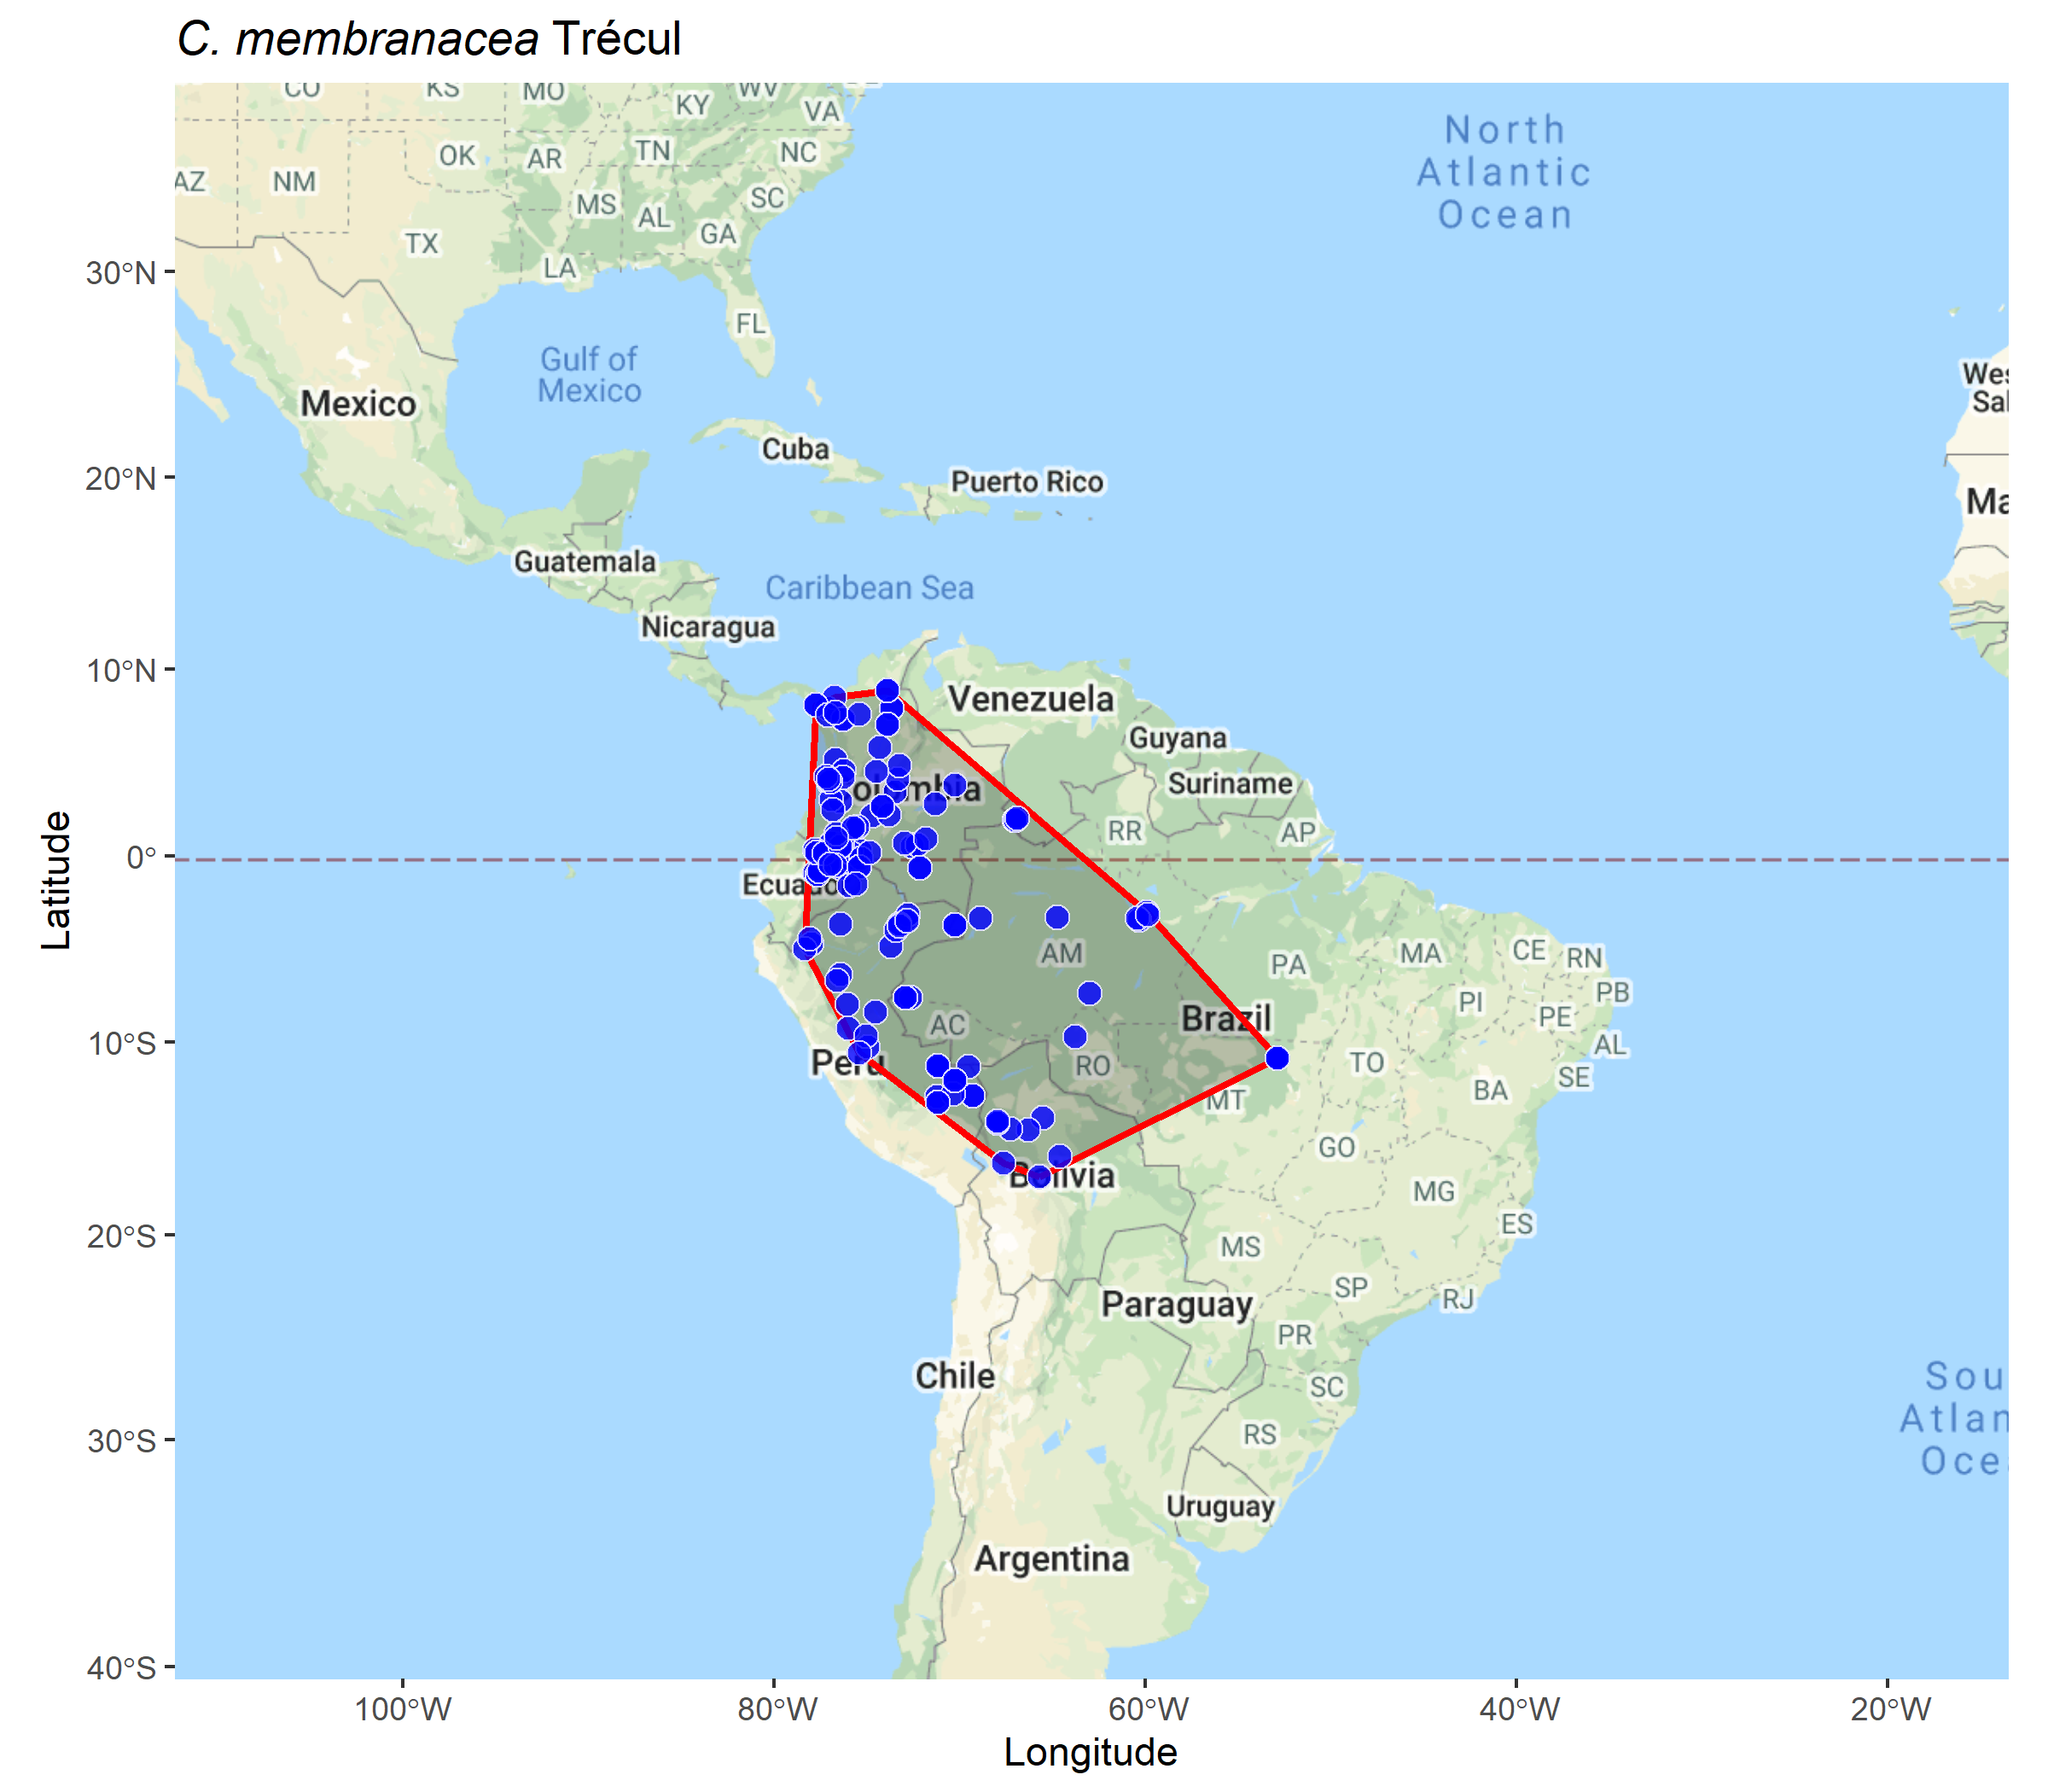 C. membranacea Trécul
CO
KS
MO
KY
WV
VA
OK
AR
TN
NC
AZ
NM
MS
AL
SC
TX
GA
LA
FL
North
Atlantic
Ocean
Gulf of
Mexico
Mexico
Cuba
Puerto Rico
Wes
Sal
Ma
Guatemala
Caribbean Sea
Nicaragua
Venezuela
Guyana
Suriname
olombia
RR
AP
Ecuado
AM
PA
MA
CE
RN
PB
PI
PE
AC
Brazil
AL
Peru
RO
TO
SE
BA
MT
GO
Bolivia
MG
ES
MS
SP
RJ
Paraguay
PR
Chile
SC
RS
Uruguay
Argentina
Sou
Atlan
Oce
Latitude
30°N
20°N
10°N
0°
10°S
20°S
30°S
40°S
100°W
80°W
60°W
40°W
20°W
Longitude